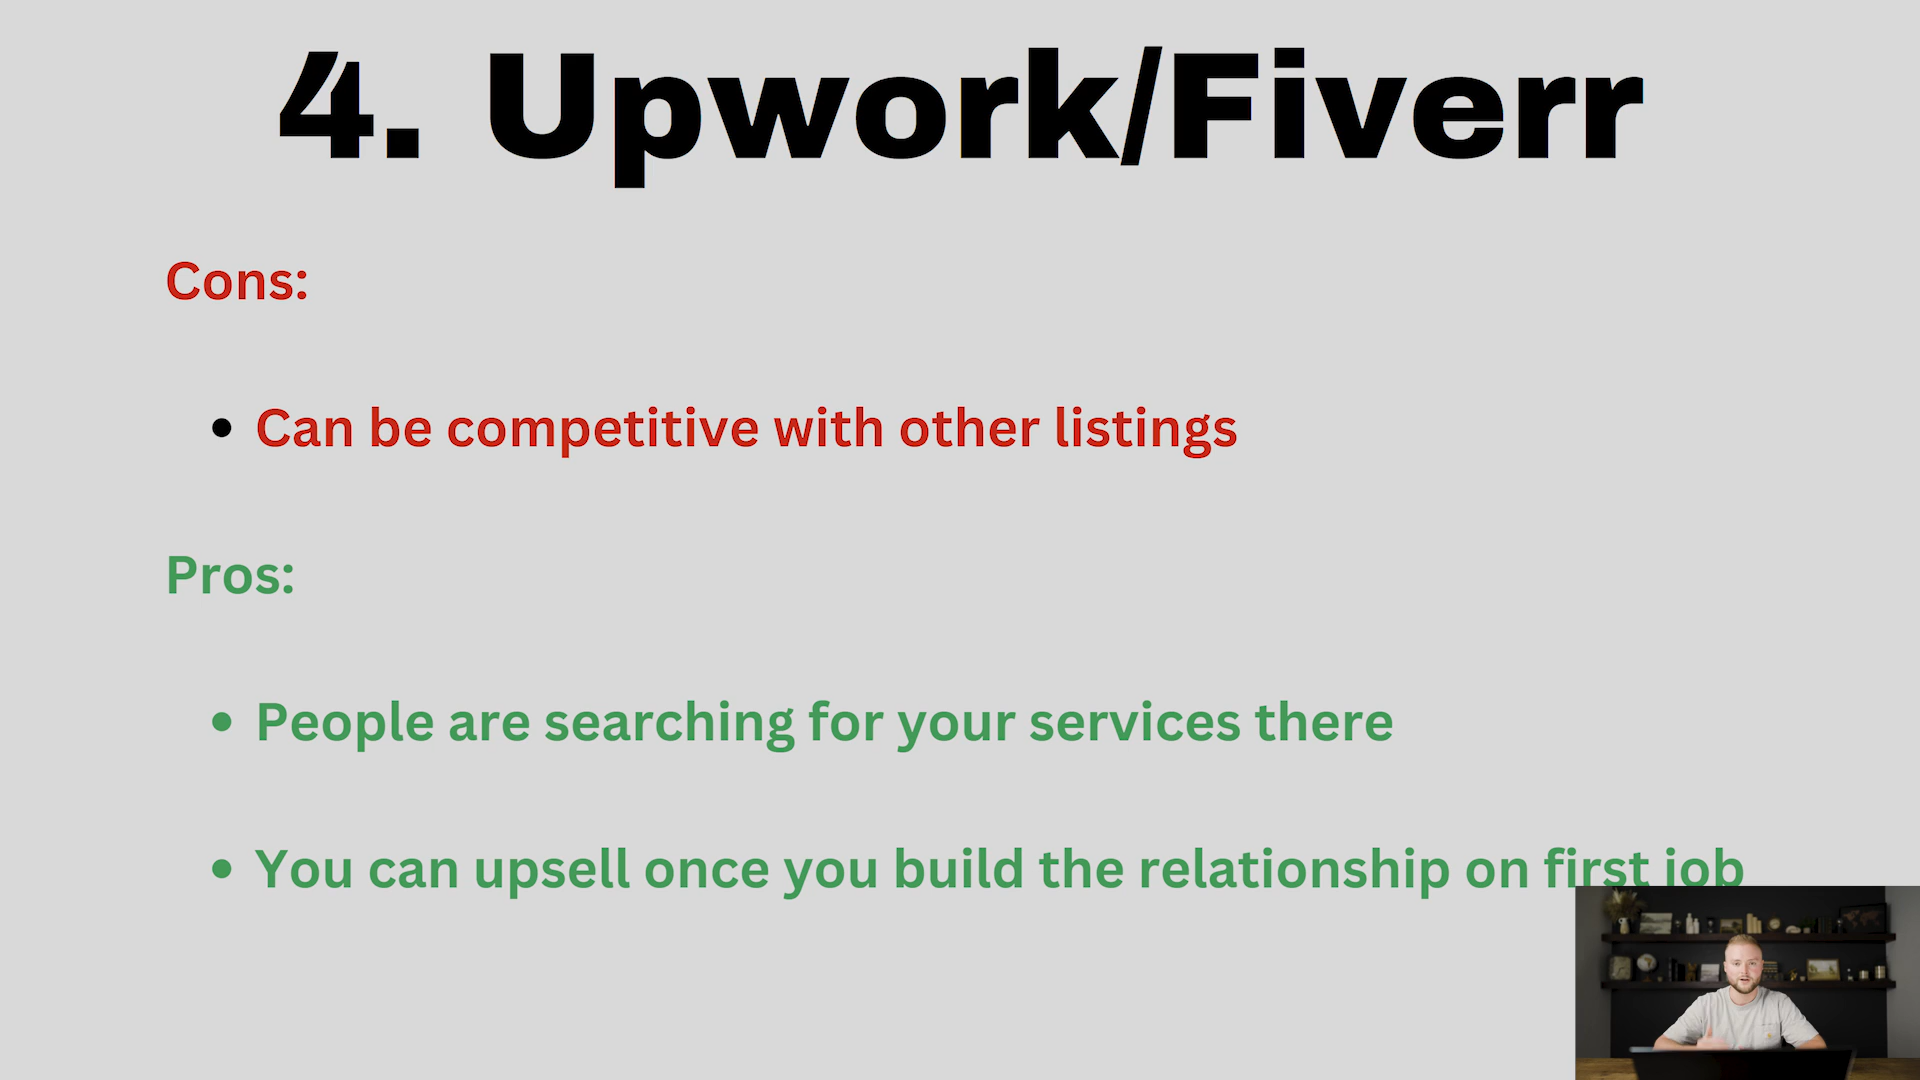 4. Upwork/Fiverr
Cons:
• Can be competitive with other listings
Pros:
• People are searching for your services there
• You can upsell once you build the relationship on first job